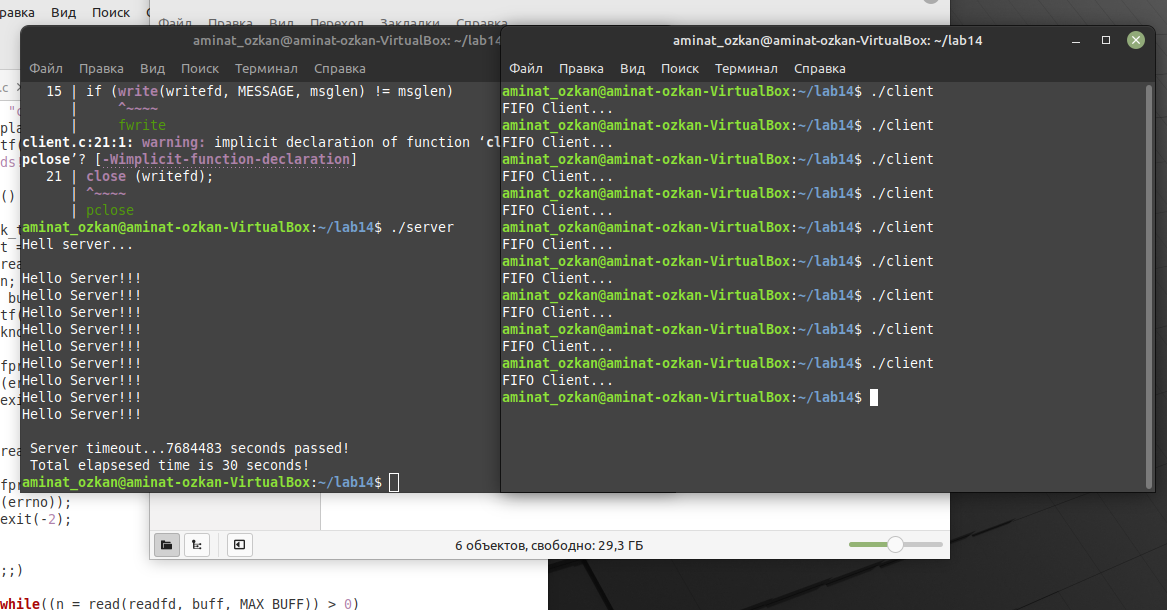 равка Вид Поиск
Файл Правка Вид Переход Закладки Справка
aminat_ozkan@aminat-ozkan-VirtualBox: ~/lab14
Файл Правка Вид Поиск Терминал Справка
15 | if (write(writefd, MESSAGE, msglen) != msglen)
| ^~~~~
| fwrite
client.c:21:1: warning: implicit declaration of function ‘cl
pclose’? [-Wimplicit-function-declaration]
21 | close (writefd);
| ^~~~~
| pclose
aminat_ozkan@aminat-ozkan-VirtualBox:~/lab14$ ./server
Hell server...
Hello Server!!!
Hello Server!!!
Hello Server!!!
Hello Server!!!
Hello Server!!!
Hello Server!!!
Hello Server!!!
Hello Server!!!
Hello Server!!!
Server timeout...7684483 seconds passed!
Total elapsesed time is 30 seconds!
aminat_ozkan@aminat-ozkan-VirtualBox:~/lab14$
aminat_ozkan@aminat-ozkan-VirtualBox: ~/lab14
Файл Правка Вид Поиск Терминал Справка
aminat_ozkan@aminat-ozkan-VirtualBox:~/lab14$ ./client
FIFO Client...
aminat_ozkan@aminat-ozkan-VirtualBox:~/lab14$ ./client
FIFO Client...
aminat_ozkan@aminat-ozkan-VirtualBox:~/lab14$ ./client
FIFO Client...
aminat_ozkan@aminat-ozkan-VirtualBox:~/lab14$ ./client
FIFO Client...
aminat_ozkan@aminat-ozkan-VirtualBox:~/lab14$ ./client
FIFO Client...
aminat_ozkan@aminat-ozkan-VirtualBox:~/lab14$ ./client
FIFO Client...
aminat_ozkan@aminat-ozkan-VirtualBox:~/lab14$ ./client
FIFO Client...
aminat_ozkan@aminat-ozkan-VirtualBox:~/lab14$ ./client
FIFO Client...
aminat_ozkan@aminat-ozkan-VirtualBox:~/lab14$ ./client
FIFO Client...
aminat_ozkan@aminat-ozkan-VirtualBox:~/lab14$
(errno));
exit(-2);
;;)
while((n = read(readfd, buff, MAX_BUFF)) > 0)
6 объектов, свободно: 29,3 ГБ